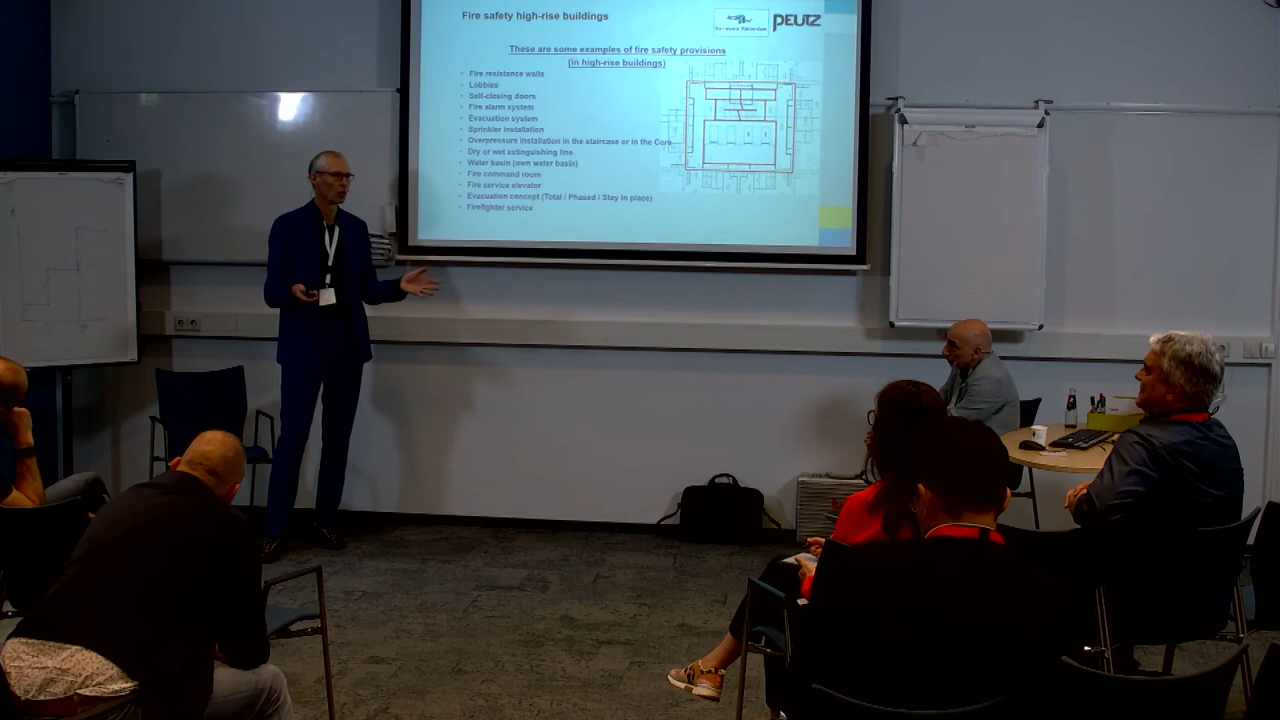 Fire safety high-rise buildings
Gemeente Rotterdam
PEUTZ
These are some examples of fire safety provisions
(in high-rise buildings)
• Fire resistance walls
• Lobbies
• Self-closing doors
• Fire alarm system
• Evacuation system
• Sprinkler installation
• Overpressure installation in the staircase or in the Core
• Dry or wet extinguishing line
• Water basin (own water basin)
• Fire command room
• Fire service elevator
• Evacuation concept (Total / Phased / Stay in place)
• Firefighter service